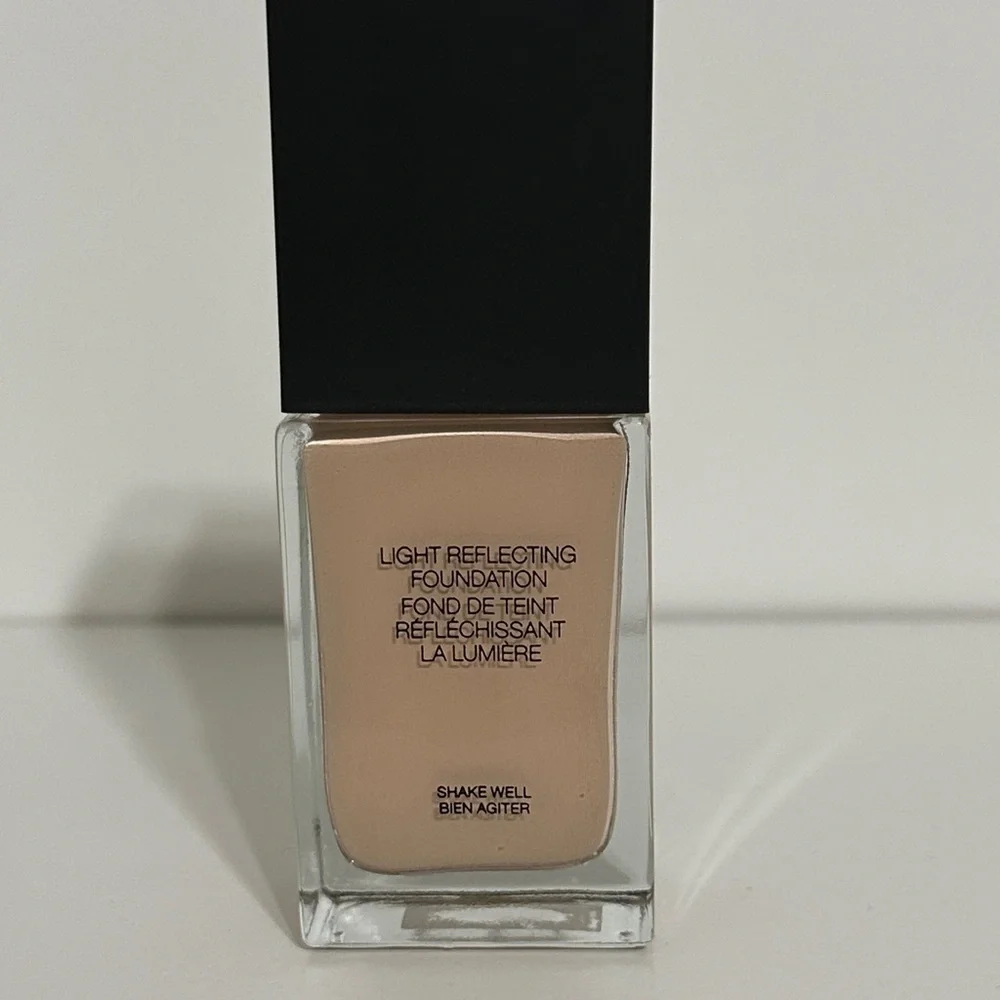 LIGHT REFLECTING
FOUNDATION
FOND DE TEINT
RÉFLÉCHISSANT
LA LUMIÈRE
SHAKE WELL
BIEN AGITER